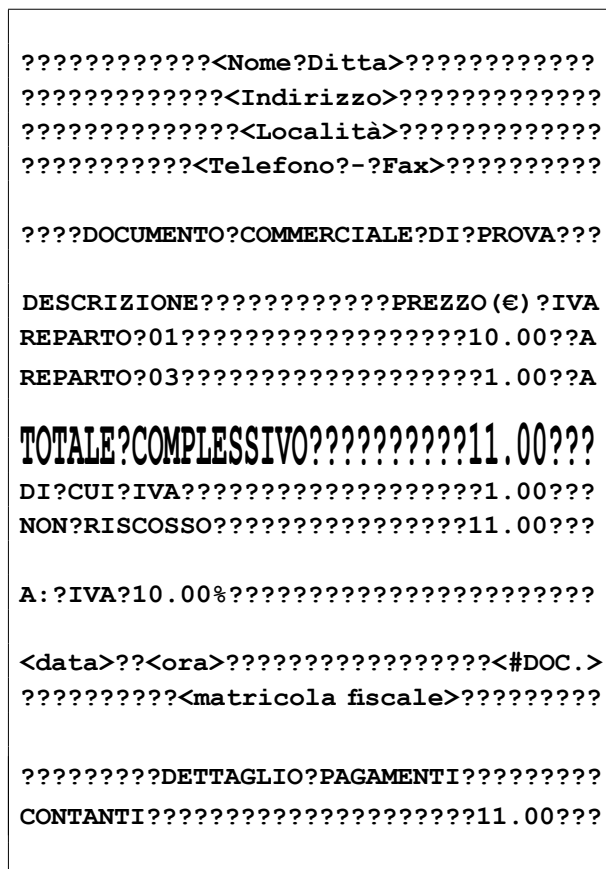 ????????????<Nome?Ditta>????????????
?????????????<Indirizzo>?????????????
??????????????<Località>?????????????
???????????<Telefono?-?Fax>??????????
????DOCUMENTO?COMMERCIALE?DI?PROVA???
DESCRIZIONE????????????PREZZO(€)?IVA
REPARTO?01??????????????????10.00??A
REPARTO?03???????????????????1.00??A
TOTALE?COMPLESSIVO??????????11.00???
DI?CUI?IVA???????????????????1.00???
NON?RISCOSSO????????????????11.00???
A:?IVA?10.00%???????????????????????
<data>??<ora>?????????????????<#DOC.>
??????????<matricola fiscale>?????????
?????????DETTAGLIO?PAGAMENTI?????????
CONTANTI?????????????????????11.00???